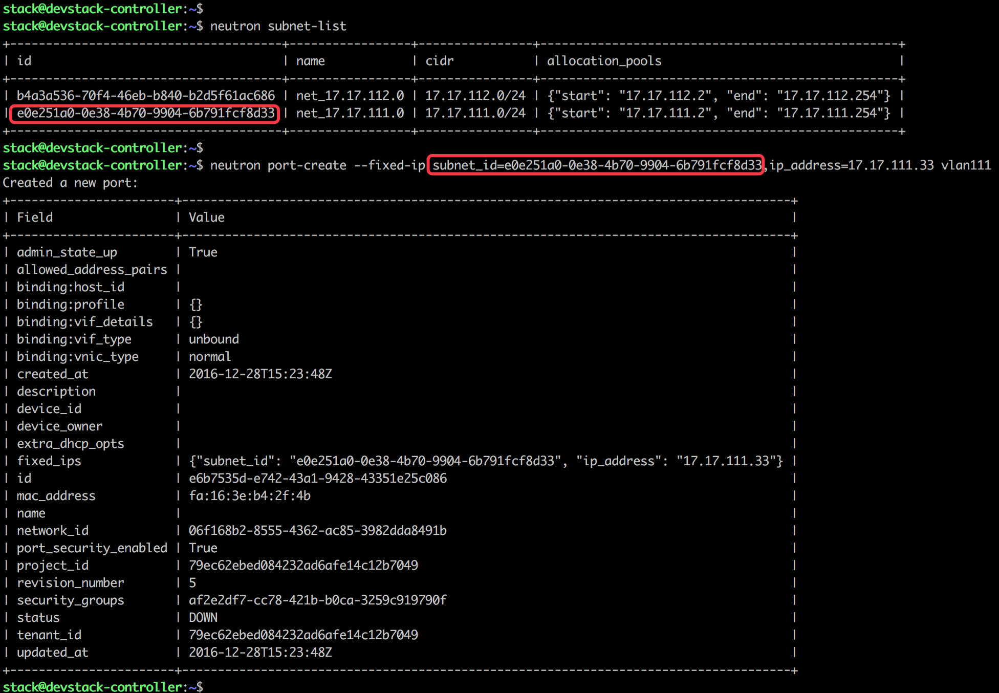 stack@devstack-controller:~$
stack@devstack-controller:~$ neutron subnet-list
+--------------------------------------+-----------------+----------------+--------------------------------------------------+
| id                                   | name            | cidr           | allocation_pools                                 |
+--------------------------------------+-----------------+----------------+--------------------------------------------------+
| b4a3a536-70f4-46eb-b840-b2d5f61ac686 | net_17.17.112.0 | 17.17.112.0/24 | {"start": "17.17.112.2", "end": "17.17.112.254"} |
| e0e251a0-0e38-4b70-9904-6b791fcf8d33 | net_17.17.111.0 | 17.17.111.0/24 | {"start": "17.17.111.2", "end": "17.17.111.254"} |
+--------------------------------------+-----------------+----------------+--------------------------------------------------+
stack@devstack-controller:~$
stack@devstack-controller:~$ neutron port-create --fixed-ip subnet_id=e0e251a0-0e38-4b70-9904-6b791fcf8d33,ip_address=17.17.111.33 vlan111
Created a new port:
+-----------------------+-------------------------------------------------------------------------------------+
| Field                 | Value                                                                               |
+-----------------------+-------------------------------------------------------------------------------------+
| admin_state_up        | True                                                                                |
| allowed_address_pairs |                                                                                     |
| binding:host_id       |                                                                                     |
| binding:profile       | {}                                                                                  |
| binding:vif_details   | {}                                                                                  |
| binding:vif_type      | unbound                                                                             |
| binding:vnic_type     | normal                                                                              |
| created_at            | 2016-12-28T15:23:48Z                                                                |
| description           |                                                                                     |
| device_id             |                                                                                     |
| device_owner          |                                                                                     |
| extra_dhcp_opts       |                                                                                     |
| fixed_ips             | {"subnet_id": "e0e251a0-0e38-4b70-9904-6b791fcf8d33", "ip_address": "17.17.111.33"} |
| id                    | e6b7535d-e742-43a1-9428-43351e25c086                                                |
| mac_address           | fa:16:3e:b4:2f:4b                                                                   |
| name                  |                                                                                     |
| network_id            | 06f168b2-8555-4362-ac85-3982dda8491b                                                |
| port_security_enabled | True                                                                                |
| project_id            | 79ec62ebed084232ad6afe14c12b7049                                                    |
| revision_number       | 5                                                                                   |
| security_groups       | af2e2df7-cc78-421b-b0ca-3259c919790f                                                |
| status                | DOWN                                                                                |
| tenant_id             | 79ec62ebed084232ad6afe14c12b7049                                                    |
| updated_at            | 2016-12-28T15:23:48Z                                                                |
+-----------------------+-------------------------------------------------------------------------------------+
stack@devstack-controller:~$